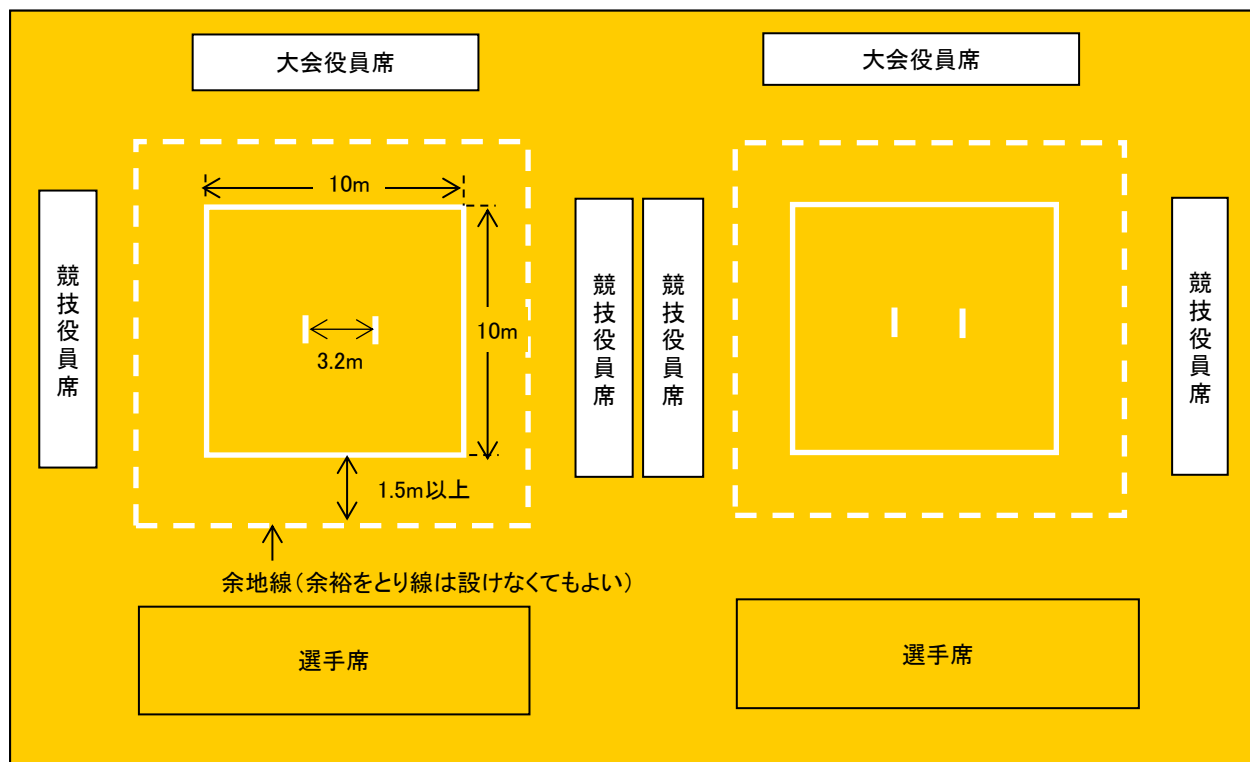 大会役員席
大会役員席
10m
競技役員席
10m
3.2m
競技役員席
競技役員席
競技役員席
1.5m以上
余地線(余裕をとり線は設けなくてもよい)
選手席
選手席